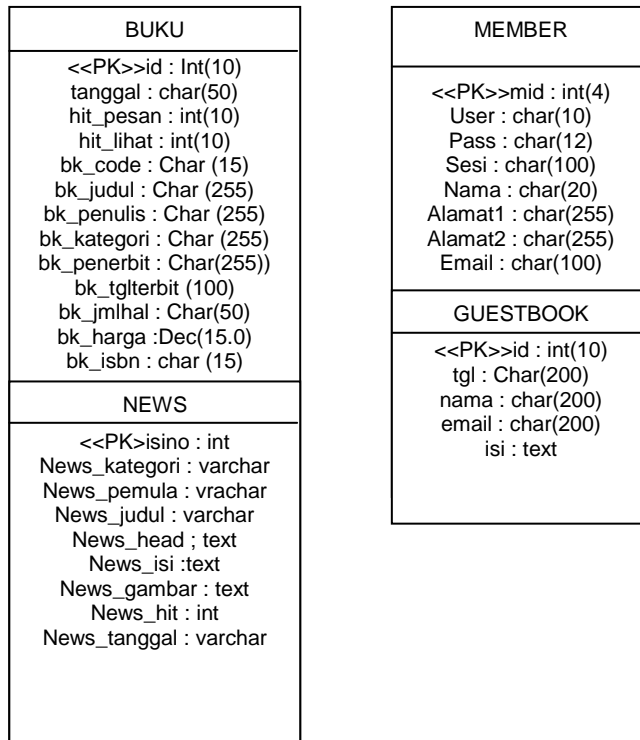 BUKU
<<PK>>id : Int(10)
tanggal : char(50)
hit_pesan : int(10)
hit_lihat : int(10)
bk_code : Char (15)
bk_judul : Char (255)
bk_penulis : Char (255)
bk_kategori : Char (255)
bk_penerbit : Char(255))
bk_tglterbit (100)
bk_jmlhal : Char(50)
bk_harga :Dec(15.0)
bk_isbn : char (15)
NEWS
<<PK>isino : int
News_kategori : varchar
News_pemula : vrachar
News_judul : varchar
News_head ; text
News_isi :text
News_gambar : text
News_hit : int
News_tanggal : varchar
MEMBER
<<PK>>mid : int(4)
User : char(10)
Pass : char(12)
Sesi : char(100)
Nama : char(20)
Alamat1 : char(255)
Alamat2 : char(255)
Email : char(100)
GUESTBOOK
<<PK>>id : int(10)
tgl : Char(200)
nama : char(200)
email : char(200)
isi : text